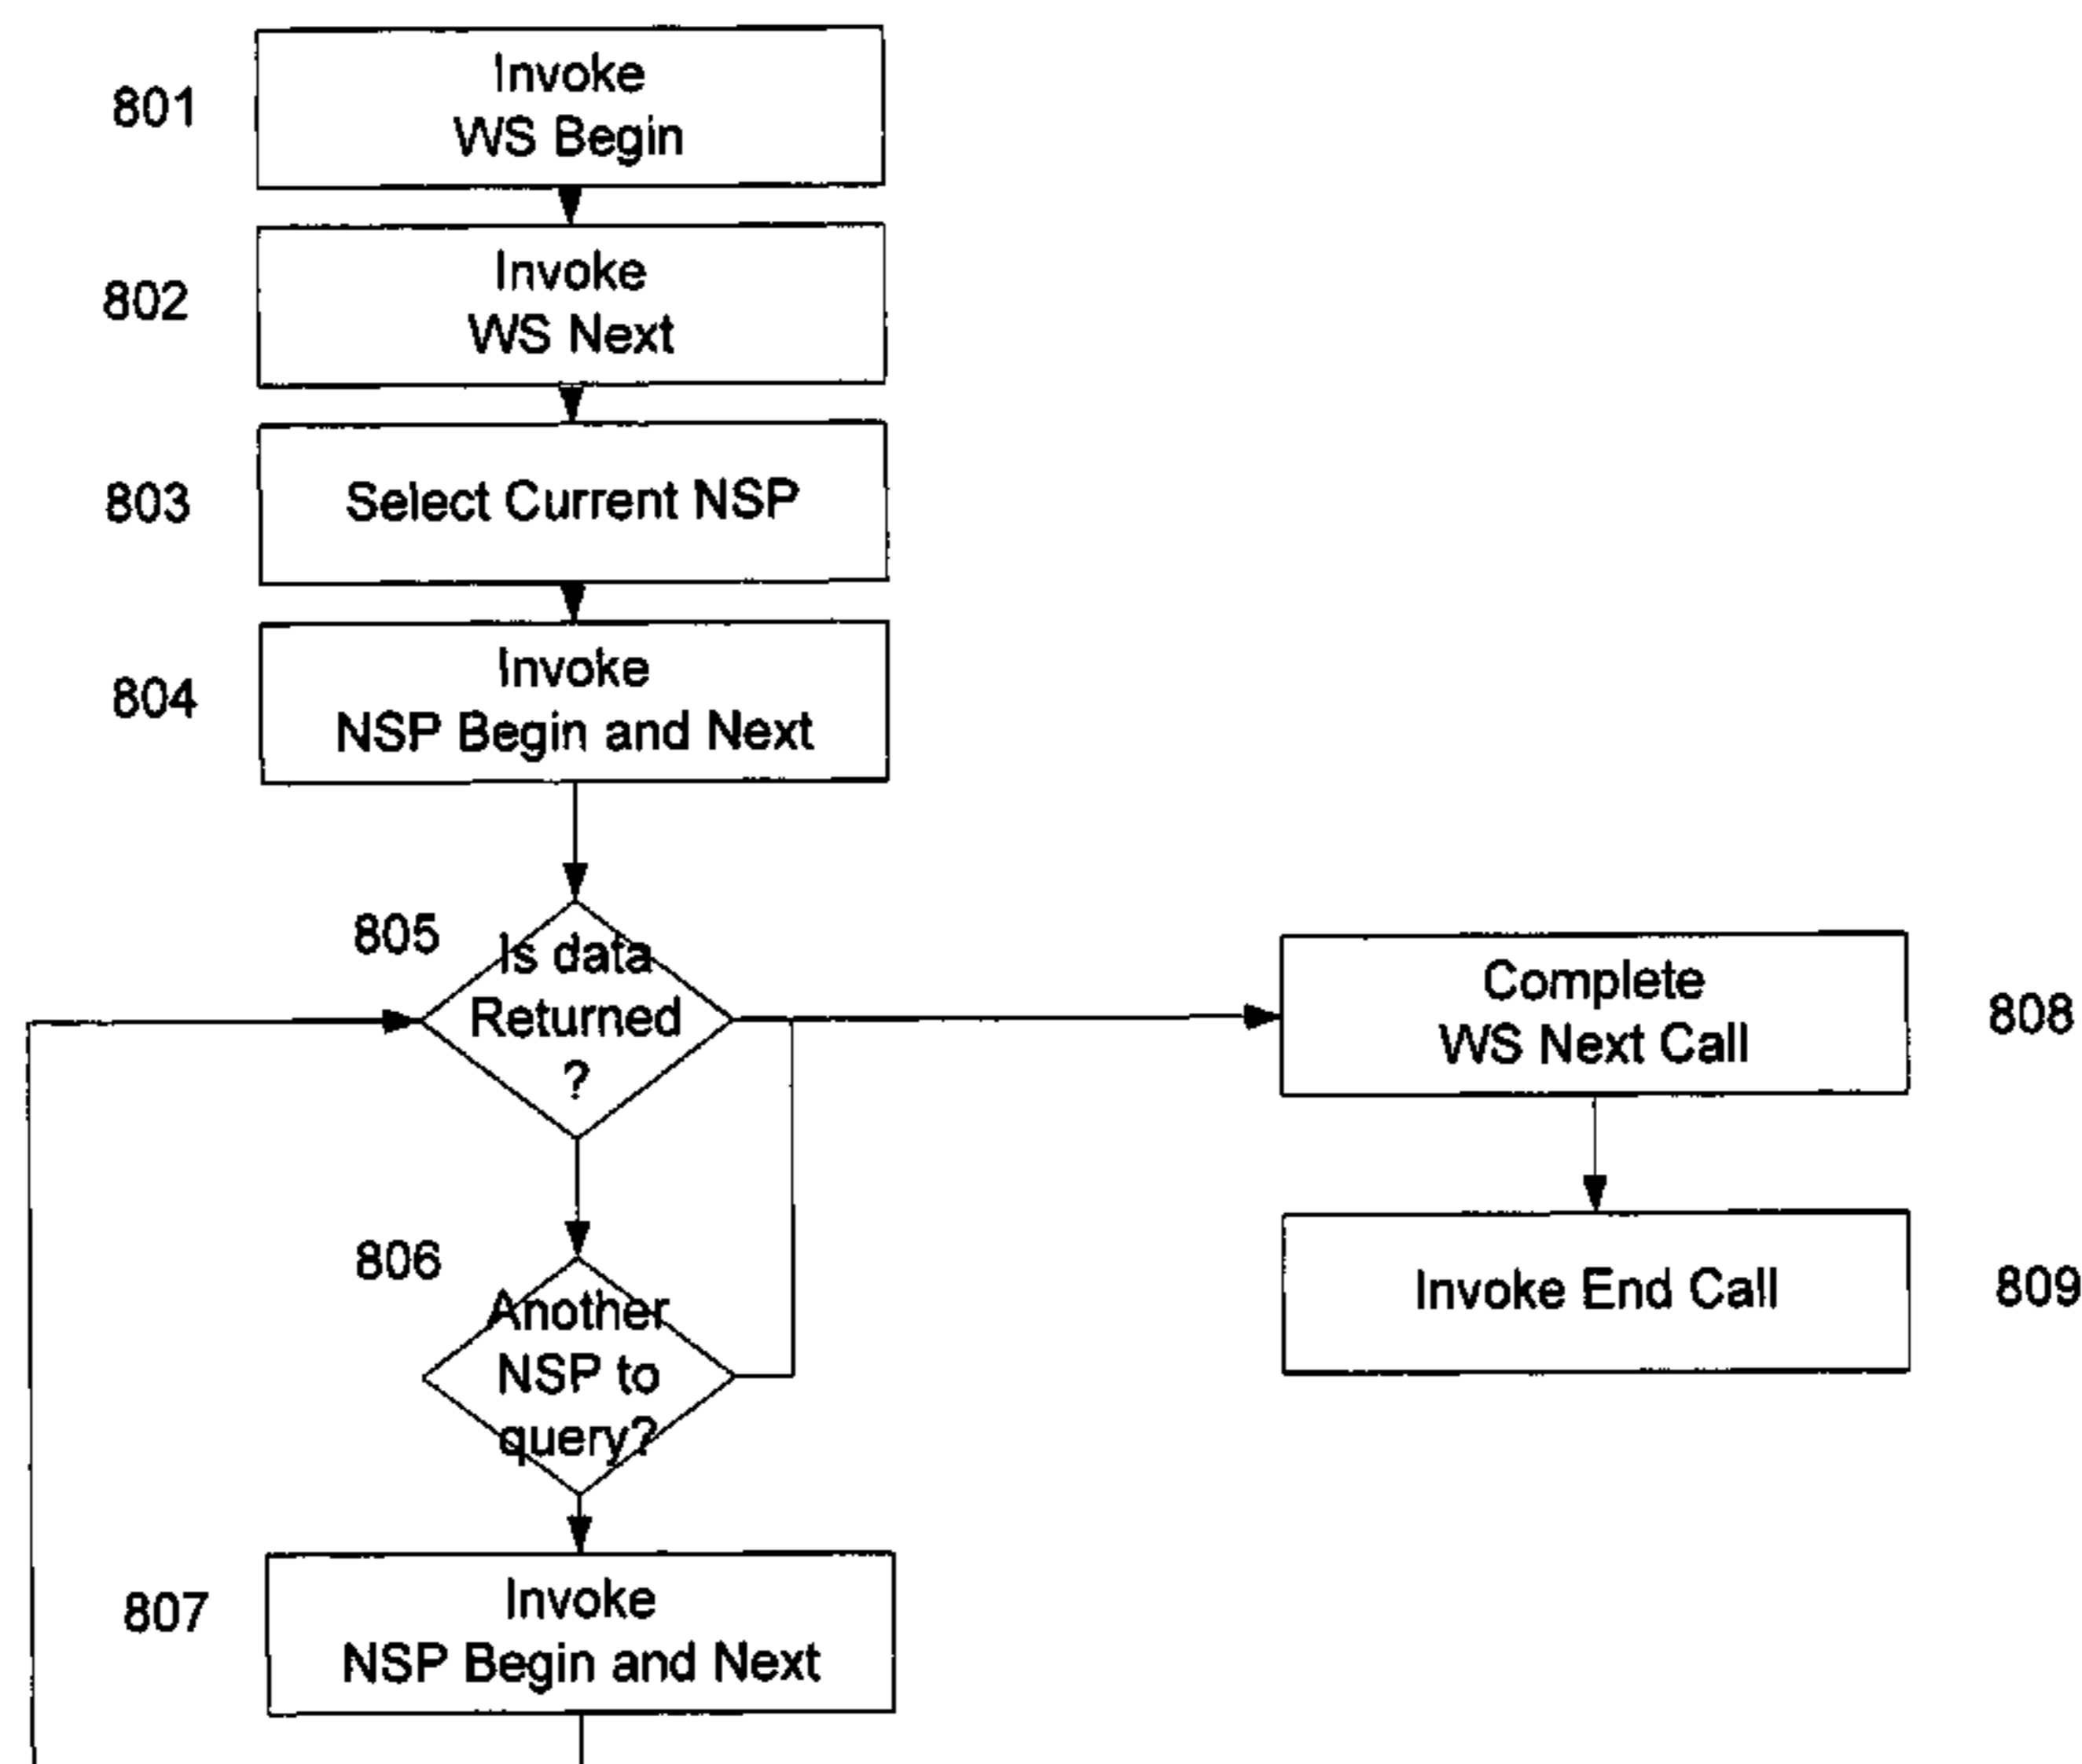 801
Invoke
WS Begin
802
Invoke
WS Next
803
Select Current NSP
804
Invoke
NSP Begin and Next
805
Is data
Returned
?
Complete
WS Next Call
808
806
Another
NSP to
query?
Invoke End Call
809
807
Invoke
NSP Begin and Next